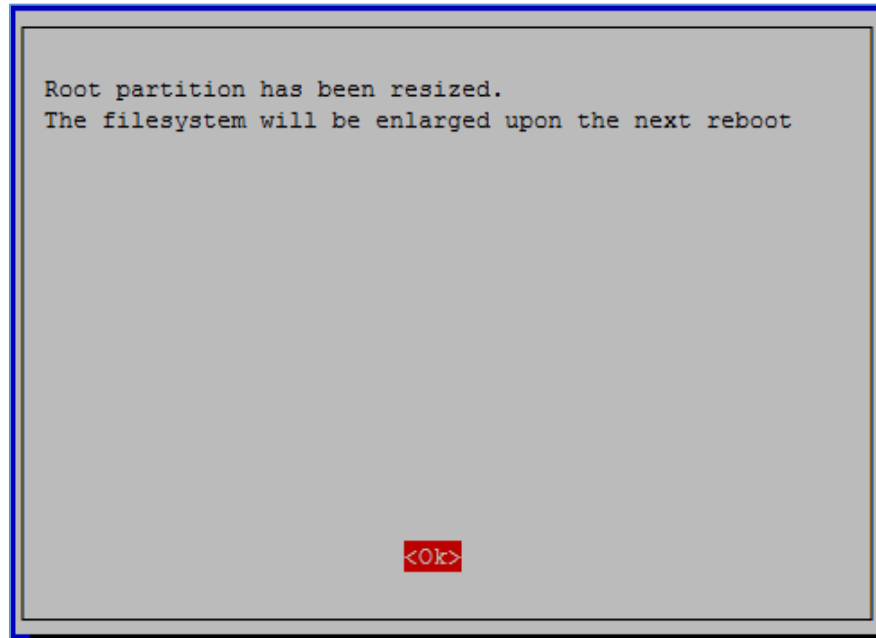 Root partition has been resized.
The filesystem will be enlarged upon the next reboot
<Ok>